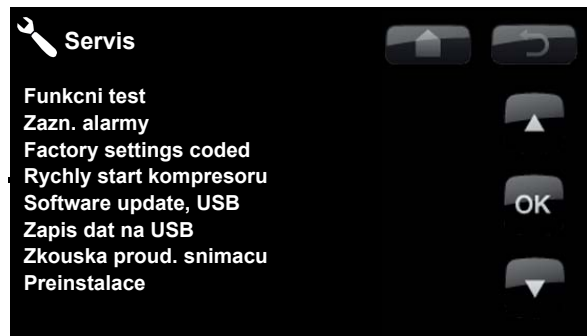 Servis
Funkcni test
Zazn. alarmy
Factory settings coded
Rychly start kompresoru
Software update, USB
OK
Zapis dat na USB
Zkouska proud. snimacu
Preinstalace